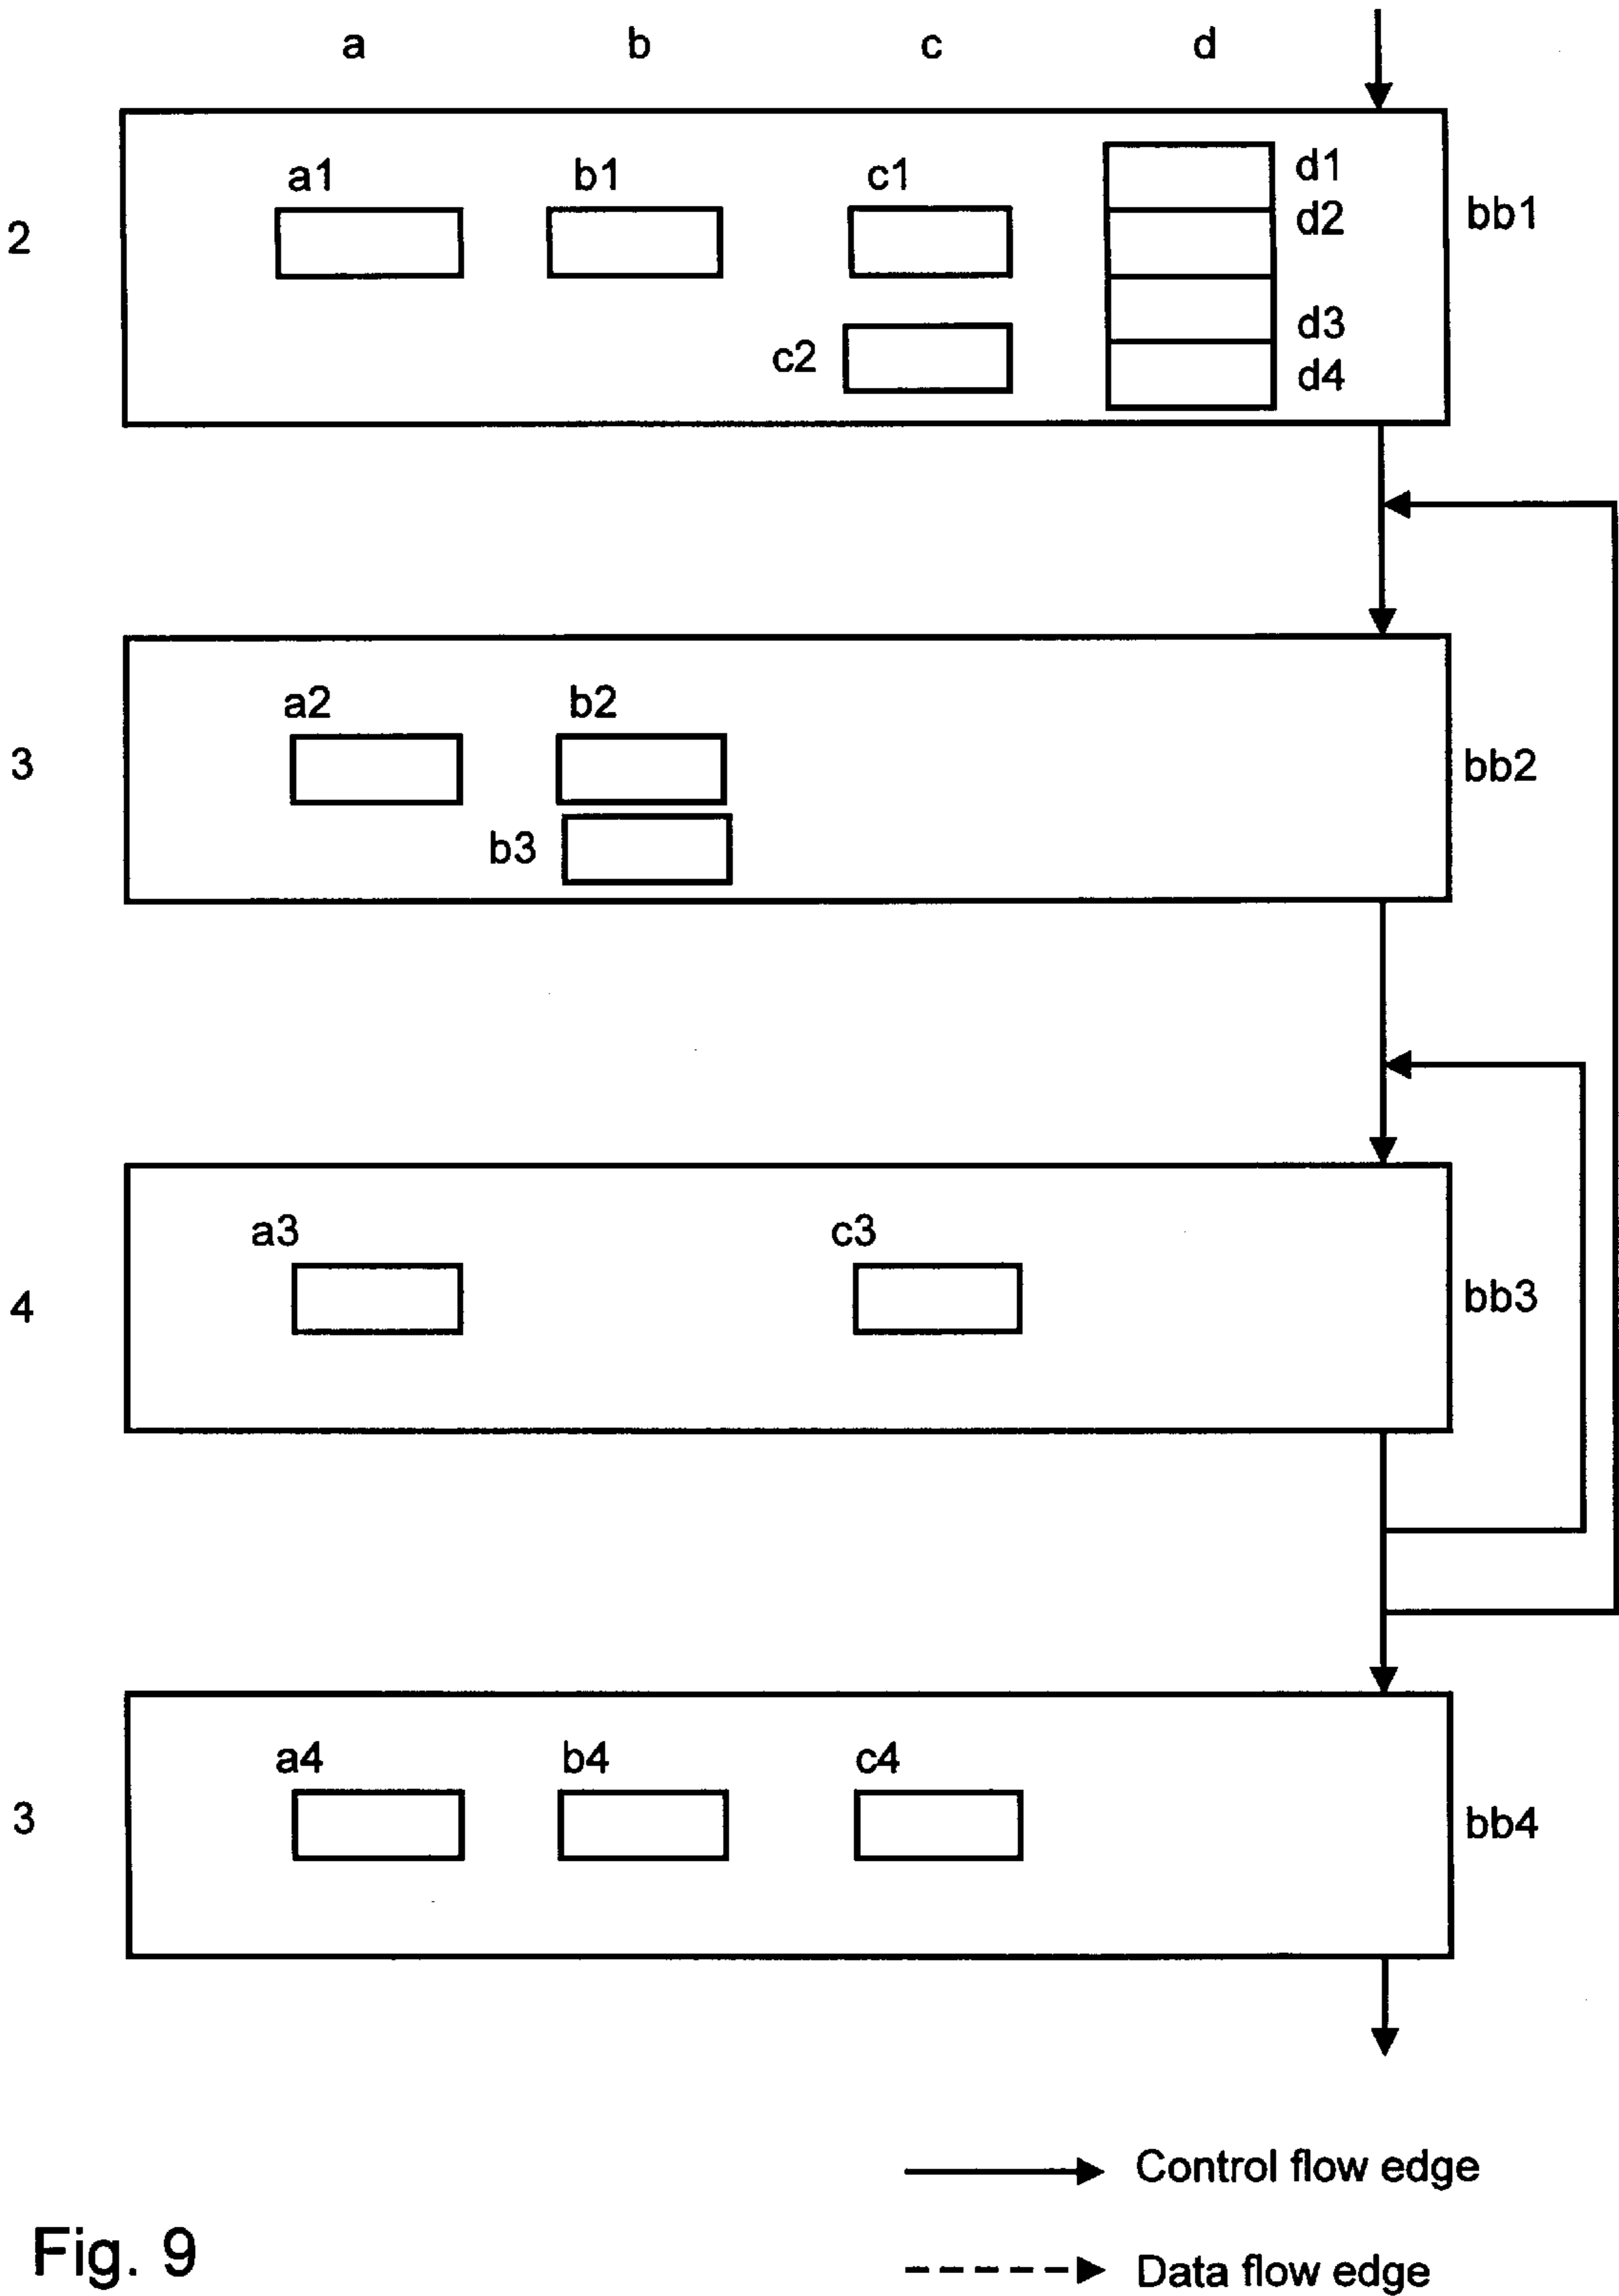 a b c d
a1 b1 c1 d1
2 d2 bb1
c2 d3
d4
a2 b2
3 bb2
b3
a3 c3
4 bb3
a4 b4 c4
3 bb4
Control flow edge
Fig. 9
Data flow edge